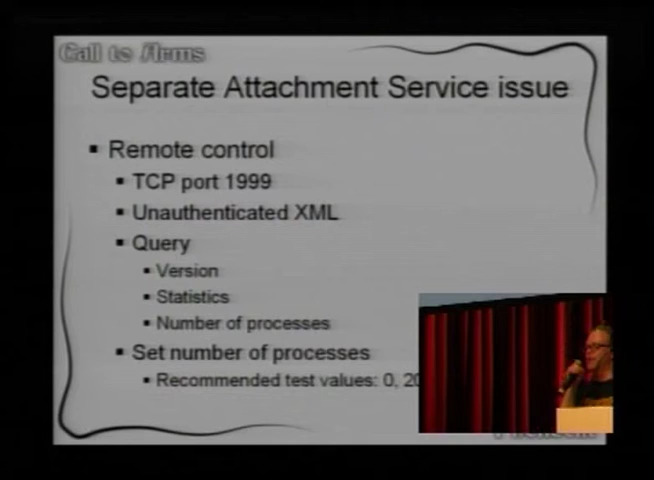 Call to Arms
Separate Attachment Service issue
▪ Remote control
▪ TCP port 1999
▪ Unauthenticated XML
▪ Query
▪ Version
▪ Statistics
▪ Number of processes
▪ Set number of processes
▪ Recommended test values: 0, 20